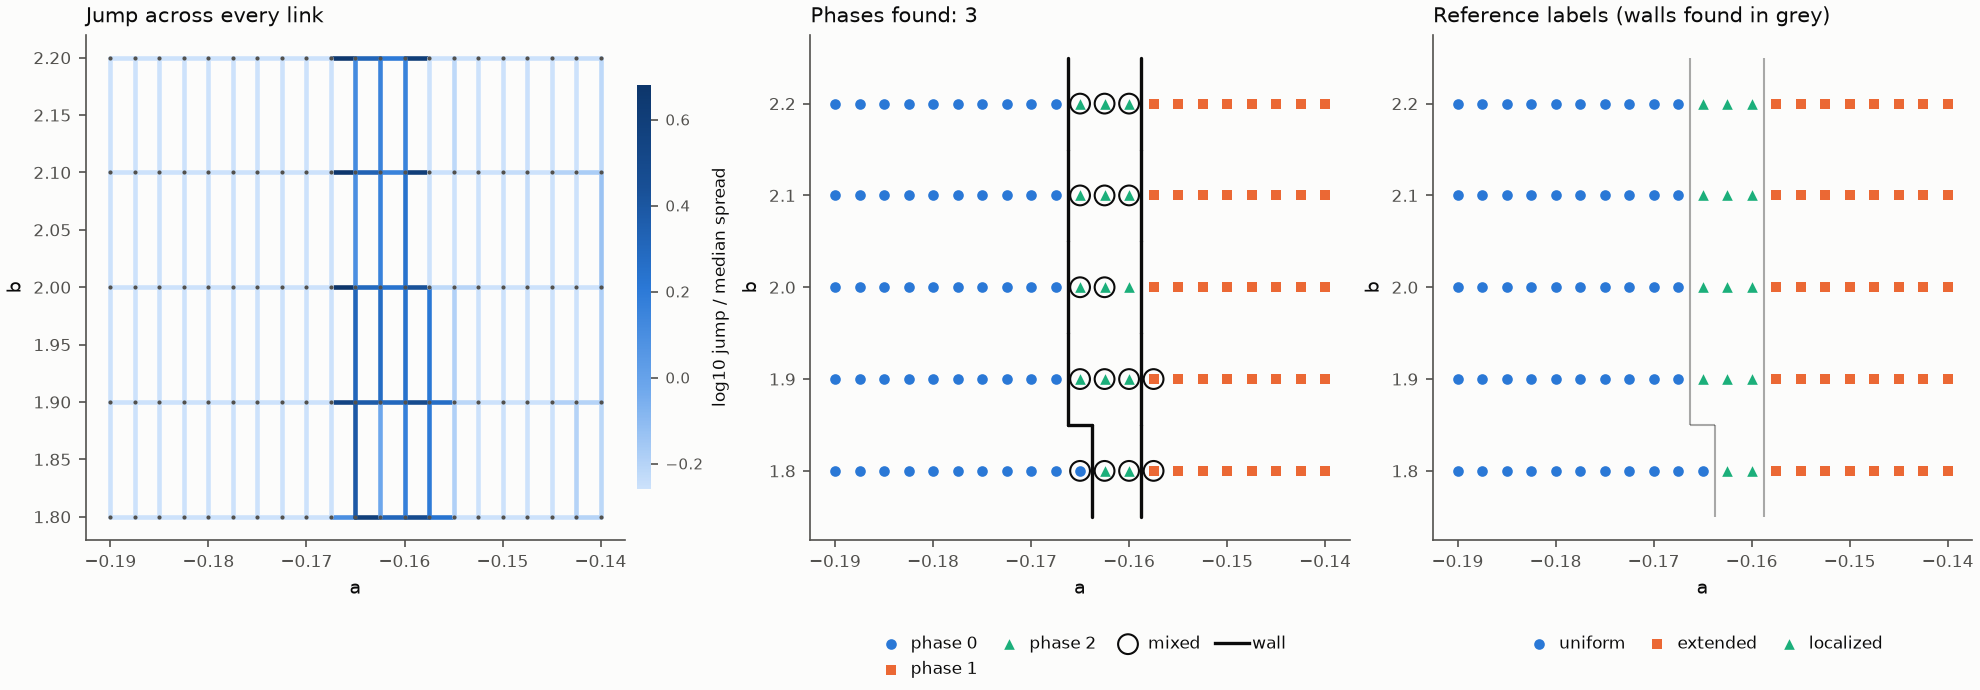 Jump across every link
2.20
2.15
2.10
2.05
2.00
1.95
1.90
1.85
1.80
b
−0.19
−0.18
−0.17
−0.16
−0.15
−0.14
a
0.6
0.4
0.2
0.0
−0.2
log10 jump / median spread
Phases found: 3
2.2
2.1
2.0
1.9
1.8
b
−0.19
−0.18
−0.17
−0.16
−0.15
−0.14
a
phase 0
phase 2
mixed
wall
phase 1
Reference labels (walls found in grey)
2.2
2.1
2.0
1.9
1.8
b
−0.19
−0.18
−0.17
−0.16
−0.15
−0.14
a
uniform
extended
localized